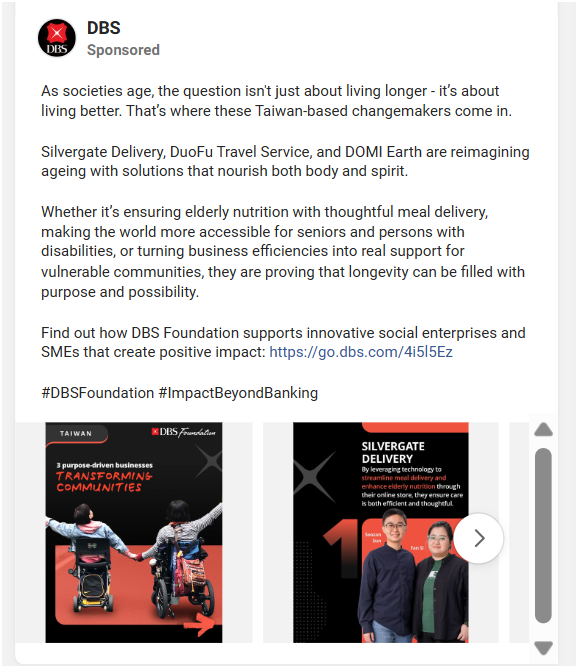 DBS
DBS
Sponsored
As societies age, the question isn't just about living longer - it's about
living better. That's where these Taiwan-based changemakers come in.
Silvergate Delivery, DuoFu Travel Service, and DOMI Earth are reimagining
ageing with solutions that nourish both body and spirit.
Whether it's ensuring elderly nutrition with thoughtful meal delivery,
making the world more accessible for seniors and persons with
disabilities, or turning business efficiencies into real support for
vulnerable communities, they are proving that longevity can be filled with
purpose and possibility.
Find out how DBS Foundation supports innovative social enterprises and
SMEs that create positive impact: https://go.dbs.com/4i5l5Ez
#DBSFoundation #ImpactBeyondBanking
TAIWAN
DBS Foundation
3 purpose-driven businesses
TRANSFORMING
COMMUNITIES
SILVERGATE
DELIVERY
By leveraging technology to
streamline meal delivery and
enhance elderly nutrition through
their online store, they ensure care
is both efficient and thoughtful.
1